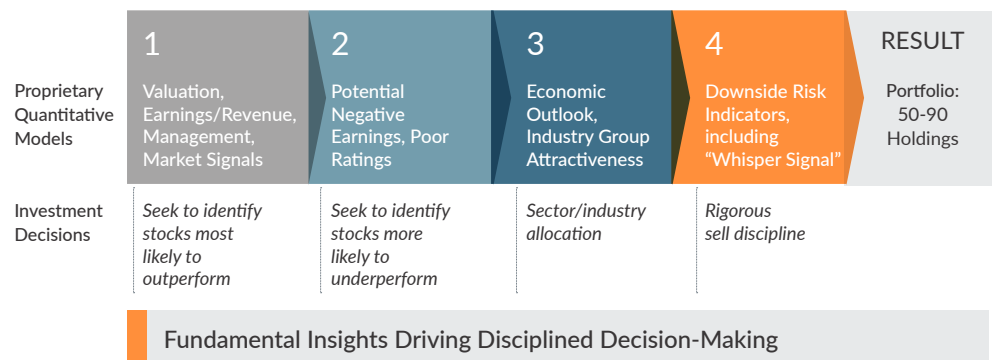 1
2
3
4
RESULT
Proprietary
Quantitative
Models
Valuation,
Earnings/Revenue,
Management,
Market Signals
Potential
Negative
Earnings, Poor
Ratings
Economic
Outlook,
Industry Group
Attractiveness
Downside Risk
Indicators,
including
“Whisper Signal”
Portfolio:
50-90
Holdings
Investment
Decisions
Seek to identify
stocks most
likely to
outperform
Seek to identify
stocks more
likely to
underperform
Sector/industry
allocation
Rigorous
sell discipline
Fundamental Insights Driving Disciplined Decision-Making